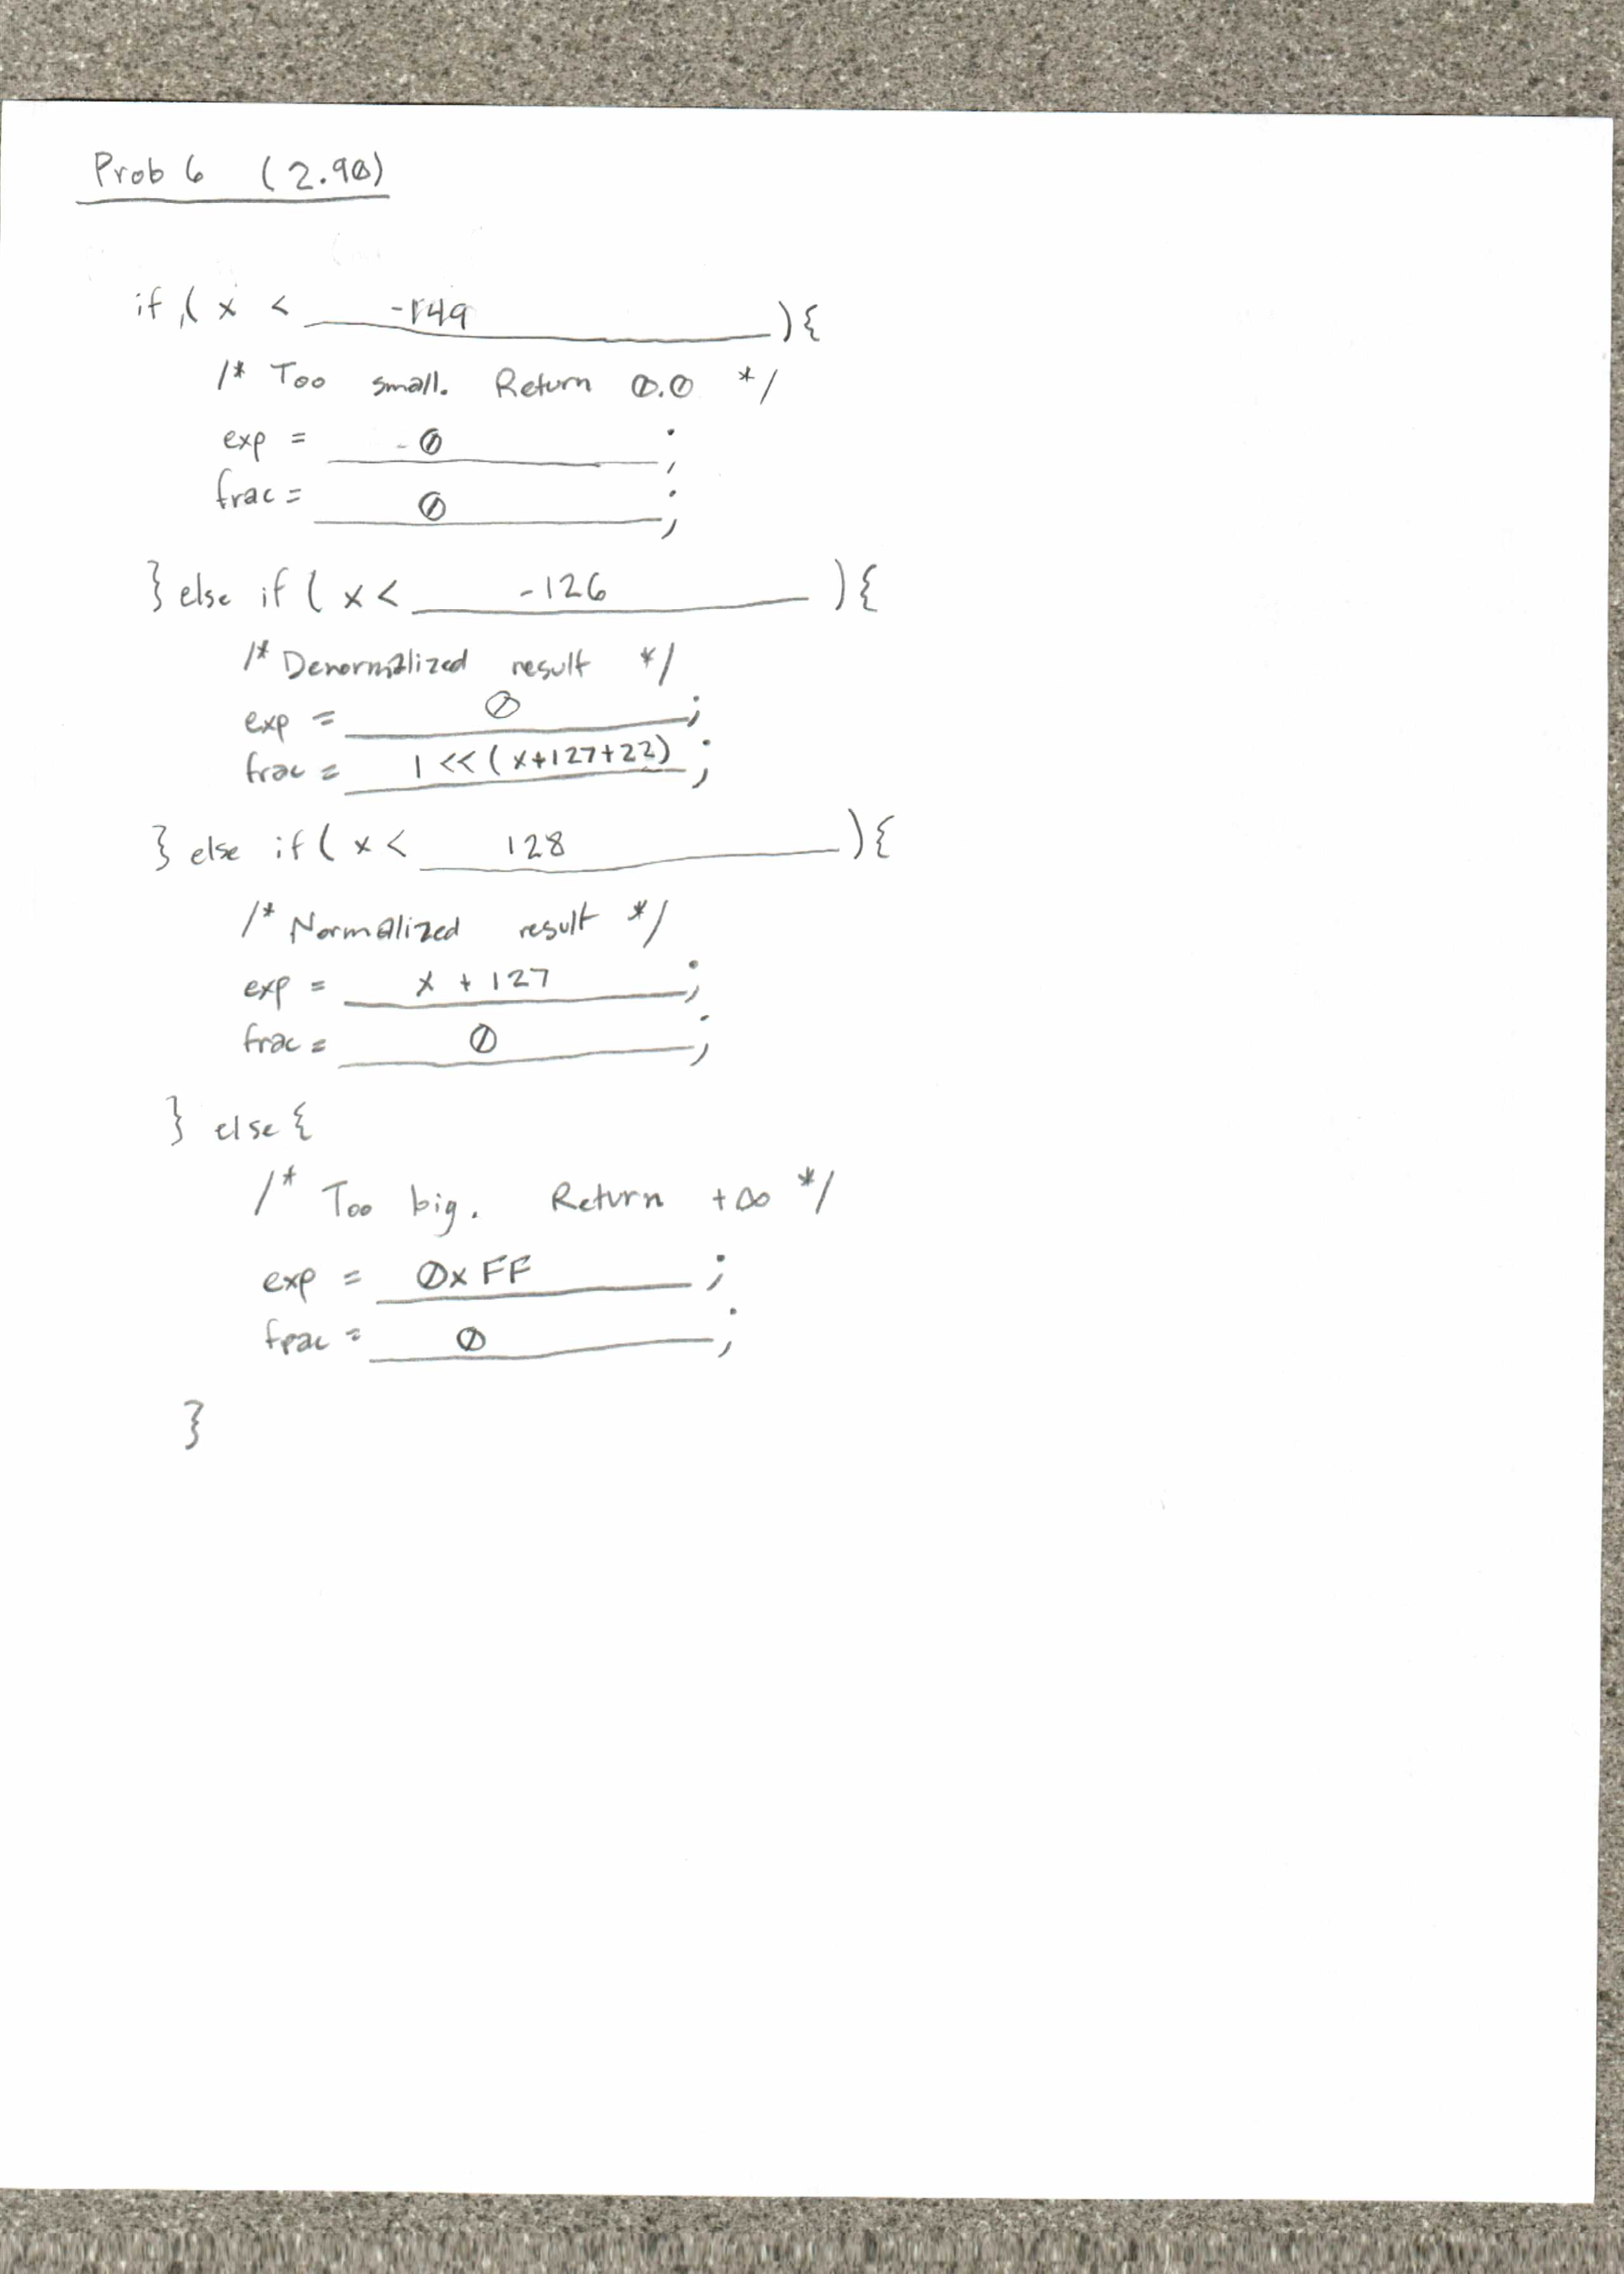 Prob 6 (2.90)
if ( x < -149 ) {
/* Too small. Return 0.0 */
exp = 0 ;
frac = 0 ;
} else if ( x < -126 ) {
/* Denormalized result */
exp = 0 ;
frac = 1 << (x+127+22) ;
} else if ( x < 128 ) {
/* Normalized result */
exp = x + 127 ;
frac = 0 ;
} else {
/* Too big. Return +∞ */
exp = 0xFF ;
frac = 0 ;
}